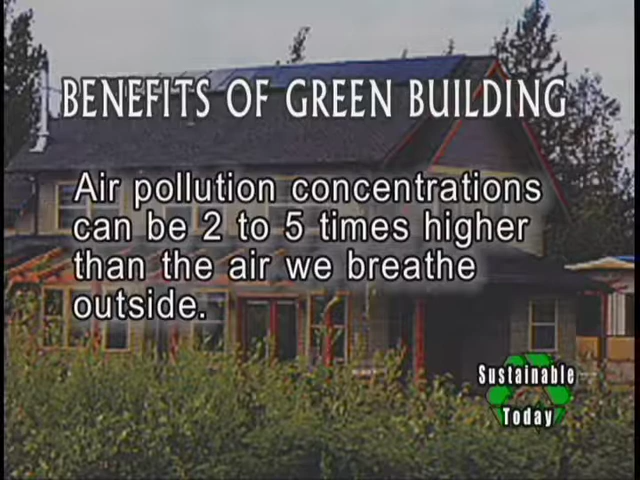 BENEFITS OF GREEN BUILDING
Air pollution concentrations
can be 2 to 5 times higher
than the air we breathe
outside.
Sustainable
Today